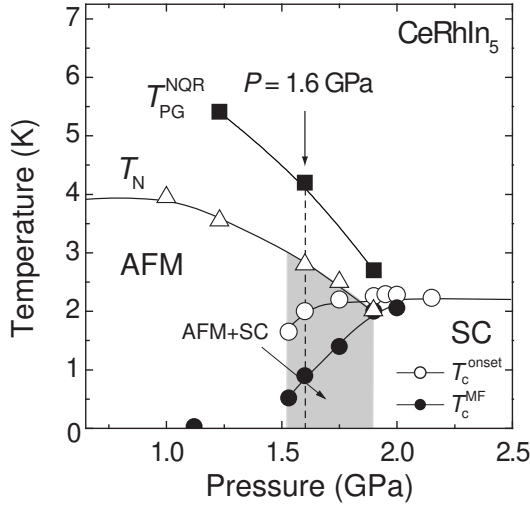 CeRhIn5
7
6
5
4
3
2
1
0
Temperature (K)
T_PG^NQR
P = 1.6 GPa
T_N
AFM
AFM+SC
SC
T_c^onset
T_c^MF
1.0
1.5
2.0
2.5
Pressure (GPa)